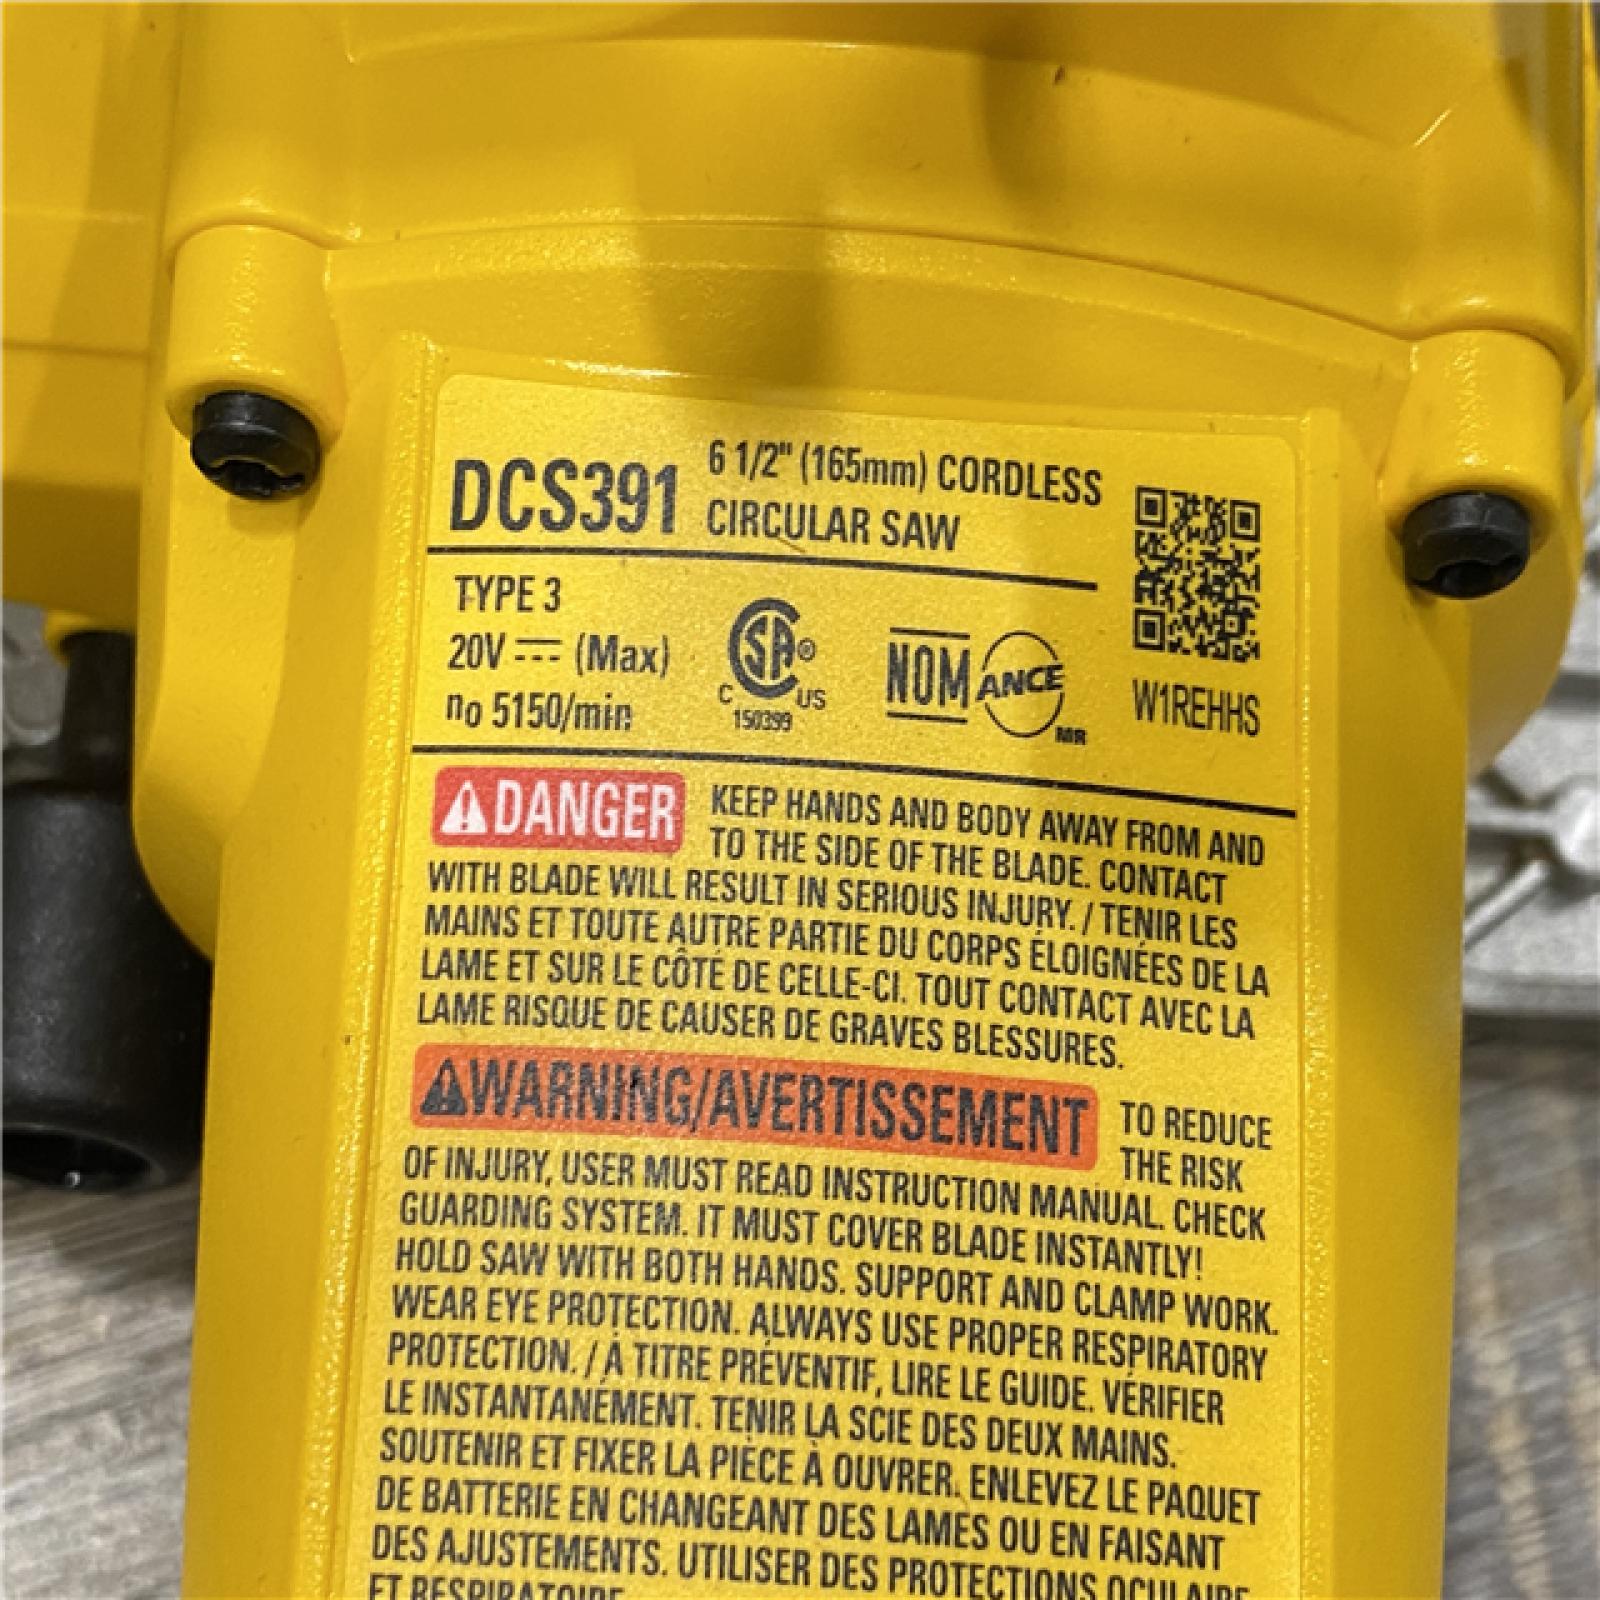 DCS391 6 1/2" (165mm) CORDLESS
CIRCULAR SAW
TYPE 3
20V (Max)
no 5150/min
CSA®
C US
150399
NOM ANCE
MR
W1REHHS
DANGER KEEP HANDS AND BODY AWAY FROM AND
TO THE SIDE OF THE BLADE. CONTACT
WITH BLADE WILL RESULT IN SERIOUS INJURY. / TENIR LES
MAINS ET TOUTE AUTRE PARTIE DU CORPS ÉLOIGNÉES DE LA
LAME ET SUR LE CÔTÉ DE CELLE-CI. TOUT CONTACT AVEC LA
LAME RISQUE DE CAUSER DE GRAVES BLESSURES.
WARNING/AVERTISSEMENT TO REDUCE
THE RISK
OF INJURY, USER MUST READ INSTRUCTION MANUAL. CHECK
GUARDING SYSTEM. IT MUST COVER BLADE INSTANTLY!
HOLD SAW WITH BOTH HANDS. SUPPORT AND CLAMP WORK.
WEAR EYE PROTECTION. ALWAYS USE PROPER RESPIRATORY
PROTECTION. / À TITRE PRÉVENTIF, LIRE LE GUIDE. VÉRIFIER
LE INSTANTANÉMENT. TENIR LA SCIE DES DEUX MAINS.
SOUTENIR ET FIXER LA PIÈCE À OUVRER. ENLEVEZ LE PAQUET
DE BATTERIE EN CHANGEANT DES LAMES OU EN FAISANT
DES AJUSTEMENTS. UTILISER DES PROTECTIONS OCULAIRE
ET RESPIRATOIRE